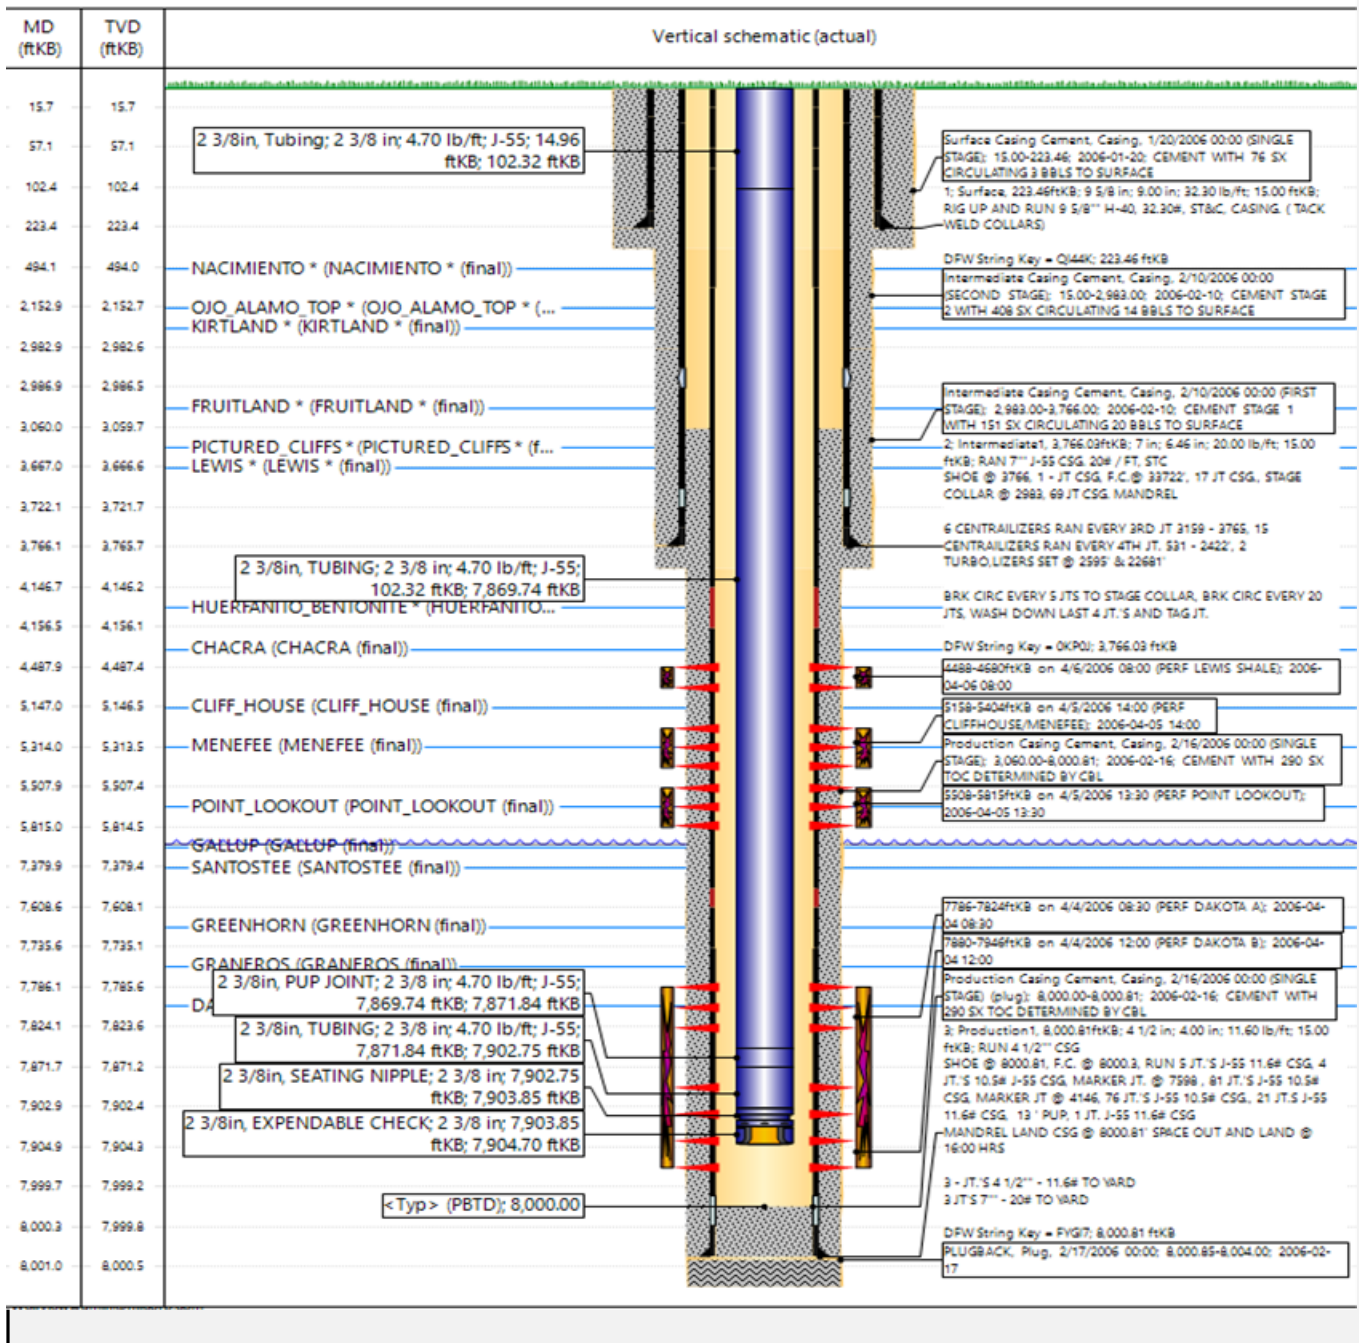 MD
(ftKB)
TVD
(ftKB)
Vertical schematic (actual)
15.7 15.7
57.1 57.1
102.4 102.4
223.4 223.4
494.1 494.0
2,152.9 2,152.7
2,982.9 2,982.6
2,986.9 2,986.5
3,060.0 3,059.7
3,667.0 3,666.6
3,722.1 3,721.7
3,766.1 3,765.7
4,146.7 4,146.2
4,156.5 4,156.1
4,487.9 4,487.4
5,147.0 5,146.5
5,314.0 5,313.5
5,507.9 5,507.4
5,815.0 5,814.5
7,379.9 7,379.4
7,608.6 7,608.1
7,735.6 7,735.1
7,786.1 7,785.6
7,824.1 7,823.6
7,871.7 7,871.2
7,902.9 7,902.4
7,904.9 7,904.3
7,999.7 7,999.2
8,000.3 7,999.8
8,001.0 8,000.5
2 3/8in, Tubing; 2 3/8 in; 4.70 lb/ft; J-55; 14.96
ftKB; 102.32 ftKB
NACIMIENTO * (NACIMIENTO * (final))
OJO_ALAMO_TOP * (OJO_ALAMO_TOP * (...
KIRTLAND * (KIRTLAND * (final))
FRUITLAND * (FRUITLAND * (final))
PICTURED_CLIFFS * (PICTURED_CLIFFS * (f...
LEWIS * (LEWIS * (final))
2 3/8in, TUBING; 2 3/8 in; 4.70 lb/ft; J-55;
102.32 ftKB; 7,869.74 ftKB
HUERFANITO_BENTONITE * (HUERFANITO...
CHACRA (CHACRA (final))
CLIFF_HOUSE (CLIFF_HOUSE (final))
MENEFEE (MENEFEE (final))
POINT_LOOKOUT (POINT_LOOKOUT (final))
GALLUP (GALLUP (final))
SANTOSTEE (SANTOSTEE (final))
GREENHORN (GREENHORN (final))
GRANEROS (GRANEROS (final))
2 3/8in, PUP JOINT; 2 3/8 in; 4.70 lb/ft; J-55;
7,869.74 ftKB; 7,871.84 ftKB
2 3/8in, TUBING; 2 3/8 in; 4.70 lb/ft; J-55;
7,871.84 ftKB; 7,902.75 ftKB
2 3/8in, SEATING NIPPLE; 2 3/8 in; 7,902.75
ftKB; 7,903.85 ftKB
2 3/8in, EXPENDABLE CHECK; 2 3/8 in; 7,903.85
ftKB; 7,904.70 ftKB
<Typ> (PBTD); 8,000.00
Surface Casing Cement, Casing, 1/20/2006 00:00 (SINGLE
STAGE); 15.00-223.46; 2006-01-20; CEMENT WITH 76 SX
CIRCULATING 3 BBLS TO SURFACE
1; Surface, 223.46ftKB; 9 5/8 in; 9.00 in; 32.30 lb/ft; 15.00 ftKB;
RIG UP AND RUN 9 5/8"" H-40, 32.30#, ST&C, CASING. ( TACK
WELD COLLARS)
DFW String Key = QI44K; 223.46 ftKB
Intermediate Casing Cement, Casing, 2/10/2006 00:00
(SECOND STAGE); 15.00-2,983.00; 2006-02-10; CEMENT STAGE
2 WITH 408 SX CIRCULATING 14 BBLS TO SURFACE
Intermediate Casing Cement, Casing, 2/10/2006 00:00 (FIRST
STAGE); 2,983.00-3,766.00; 2006-02-10; CEMENT STAGE 1
WITH 151 SX CIRCULATING 20 BBLS TO SURFACE
2; Intermediate1, 3,766.03ftKB; 7 in; 6.46 in; 20.00 lb/ft; 15.00
ftKB; RAN 7"" J-55 CSG. 20# / FT, STC
SHOE @ 3766, 1 - JT CSG, F.C.@ 33722', 17 JT CSG., STAGE
COLLAR @ 2983, 69 JT CSG. MANDREL
6 CENTRAILIZERS RAN EVERY 3RD JT 3159 - 3765, 15
CENTRAILIZERS RAN EVERY 4TH JT. 531 - 2422', 2
TURBO,LIZERS SET @ 2595' & 22681'
BRK CIRC EVERY 5 JTS TO STAGE COLLAR, BRK CIRC EVERY 20
JTS, WASH DOWN LAST 4 JT.'S AND TAG JT.
DFW String Key = 0KP0J; 3,766.03 ftKB
4488-4680ftKB on 4/6/2006 08:00 (PERF LEWIS SHALE); 2006-
04-06 08:00
5158-5404ftKB on 4/5/2006 14:00 (PERF
CLIFFHOUSE/MENEFEE); 2006-04-05 14:00
Production Casing Cement, Casing, 2/16/2006 00:00 (SINGLE
STAGE); 3,060.00-8,000.81; 2006-02-16; CEMENT WITH 290 SX
TOC DETERMINED BY CBL
5508-5815ftKB on 4/5/2006 13:30 (PERF POINT LOOKOUT);
2006-04-05 13:30
7786-7824ftKB on 4/4/2006 08:30 (PERF DAKOTA A); 2006-04-
04 08:30
7880-7946ftKB on 4/4/2006 12:00 (PERF DAKOTA B); 2006-04-
04 12:00
Production Casing Cement, Casing, 2/16/2006 00:00 (SINGLE
STAGE) (plug); 8,000.00-8,000.81; 2006-02-16; CEMENT WITH
290 SX TOC DETERMINED BY CBL
3; Production1, 8,000.81ftKB; 4 1/2 in; 4.00 in; 11.60 lb/ft; 15.00
ftKB; RUN 4 1/2"" CSG
SHOE @ 8000.81, F.C. @ 8000.3, RUN 5 JT.'S J-55 11.6# CSG, 4
JT.'S 10.5# J-55 CSG, MARKER JT. @ 7598 , 81 JT.'S J-55 10.5#
CSG, MARKER JT @ 4146, 76 JT.'S J-55 10.5# CSG., 21 JT.S J-55
11.6# CSG, 13 ' PUP, 1 JT. J-55 11.6# CSG
MANDREL LAND CSG @ 8000.81' SPACE OUT AND LAND @
16:00 HRS
3 - JT.'S 4 1/2"" - 11.6# TO YARD
3 JT'S 7"" - 20# TO YARD
DFW String Key = FYGI7; 8,000.81 ftKB
PLUGBACK, Plug, 2/17/2006 00:00; 8,000.85-8,004.00; 2006-02-
17